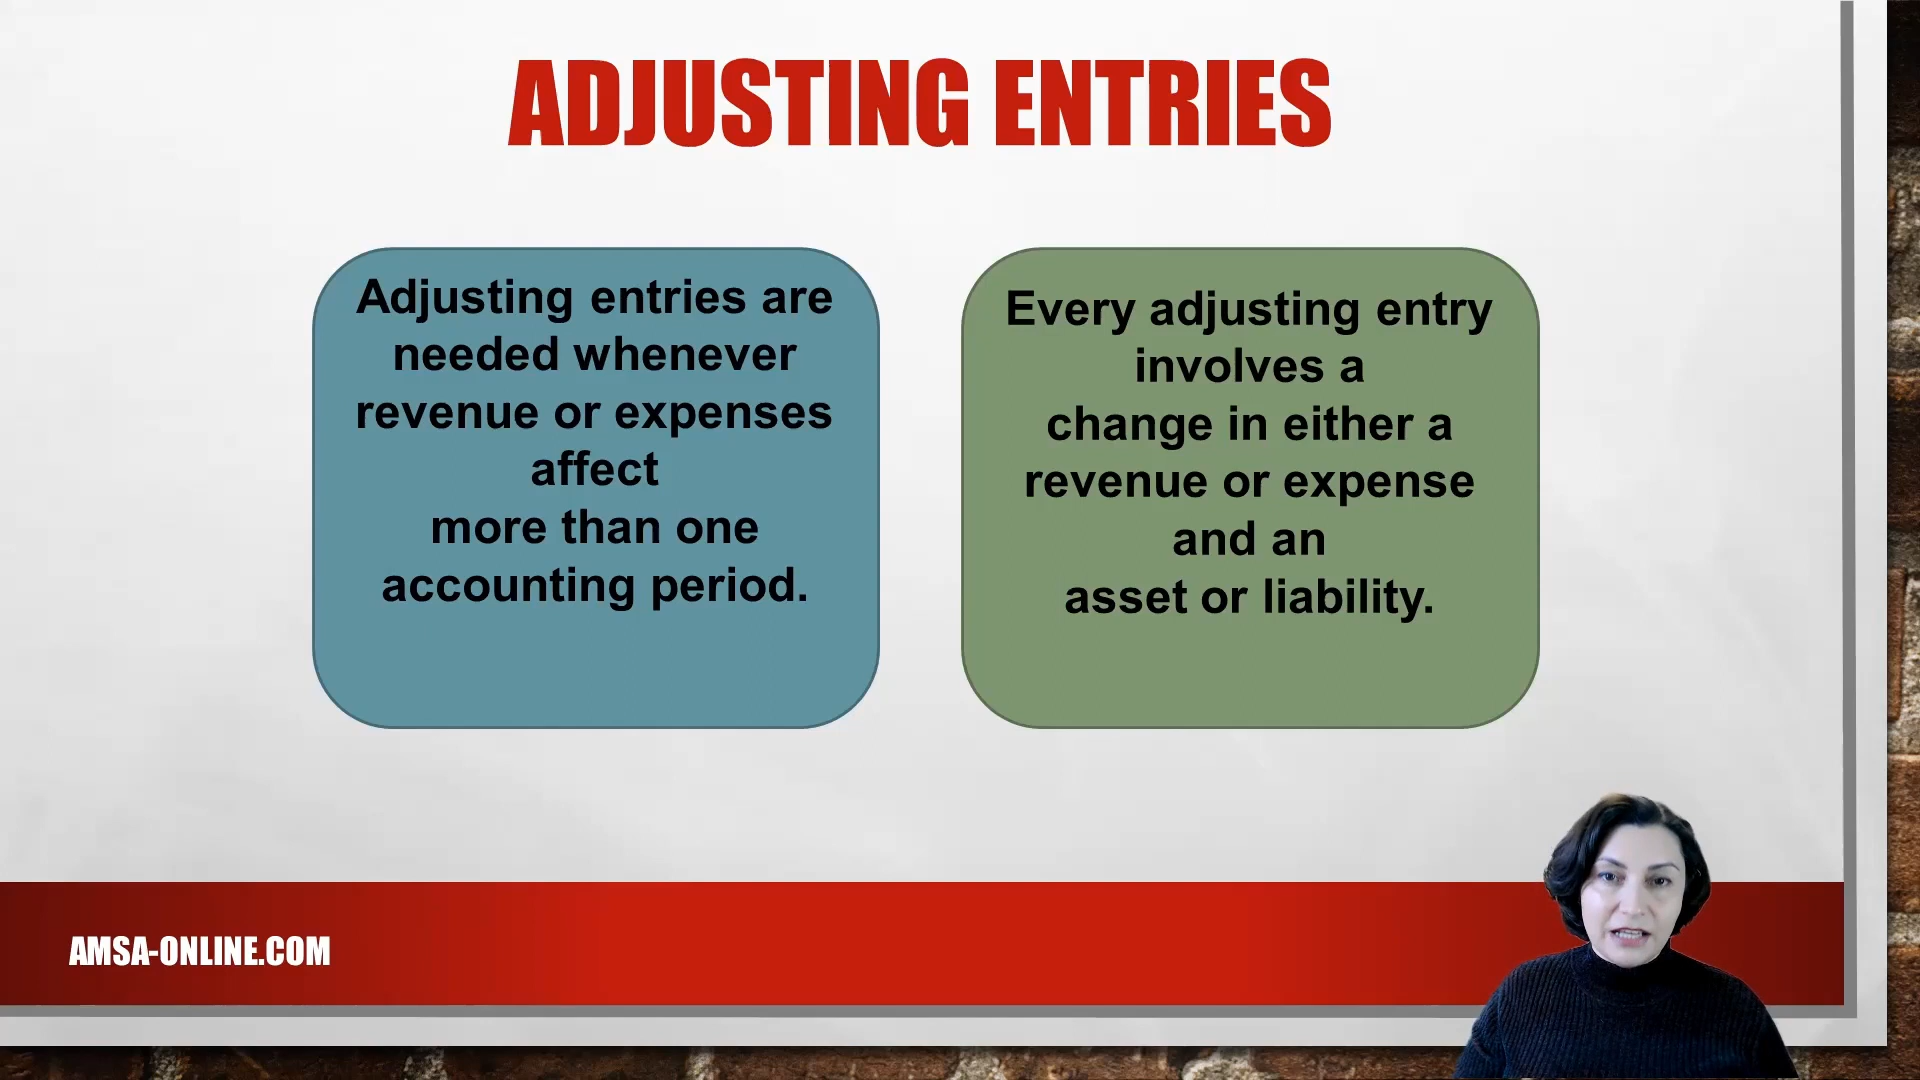 ADJUSTING ENTRIES
Adjusting entries are
needed whenever
revenue or expenses
affect
more than one
accounting period.
Every adjusting entry
involves a
change in either a
revenue or expense
and an
asset or liability.
AMSA-ONLINE.COM